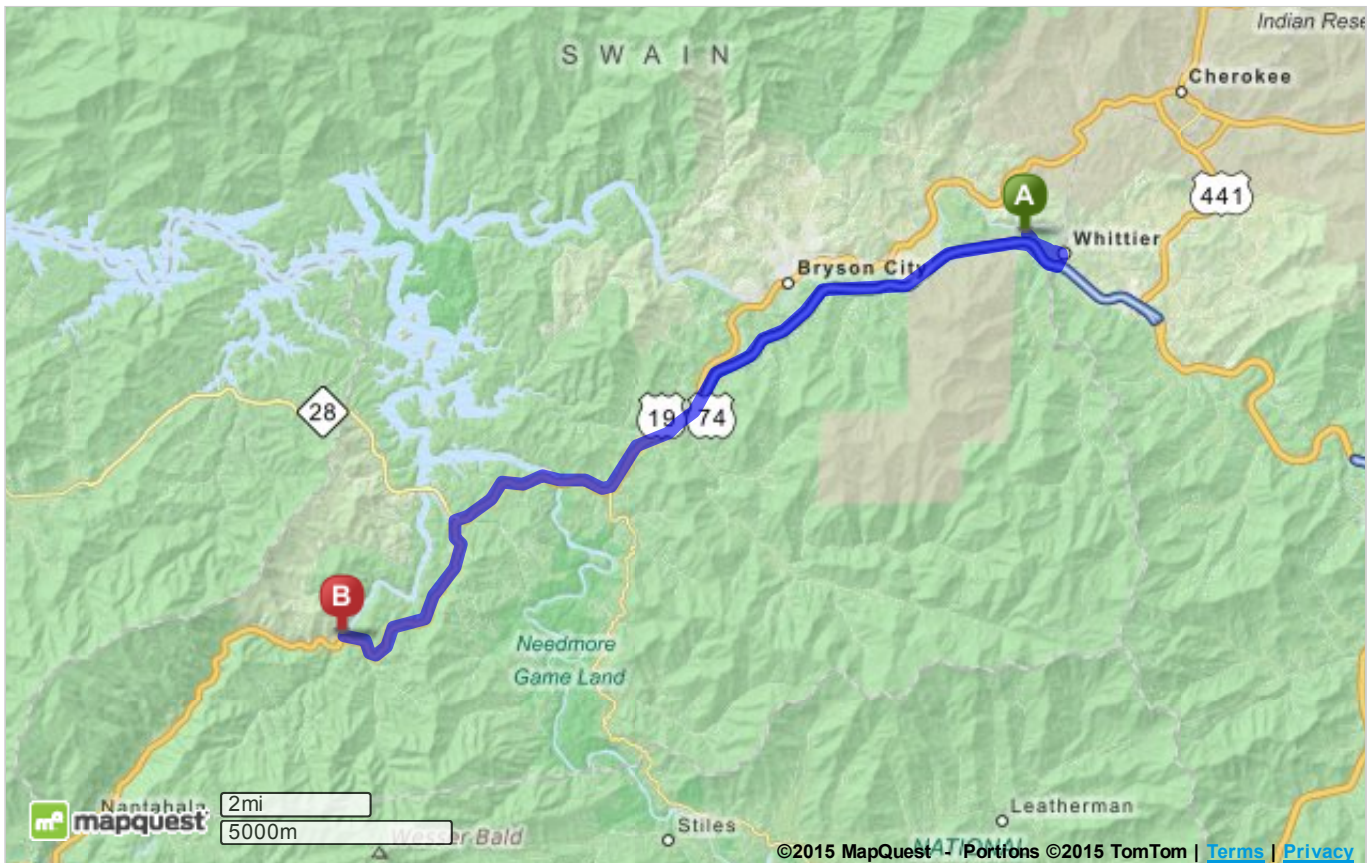 Indian Rese
S W A I N
Cherokee
441
A
Whittier
Bryson City
28
19
74
B
Needmore
Game Land
Nantahala
2mi
mapquest
5000m
Wesser Bald
Leatherman
Stiles
NATIONAL
©2015 MapQuest - Portions ©2015 TomTom | Terms | Privacy